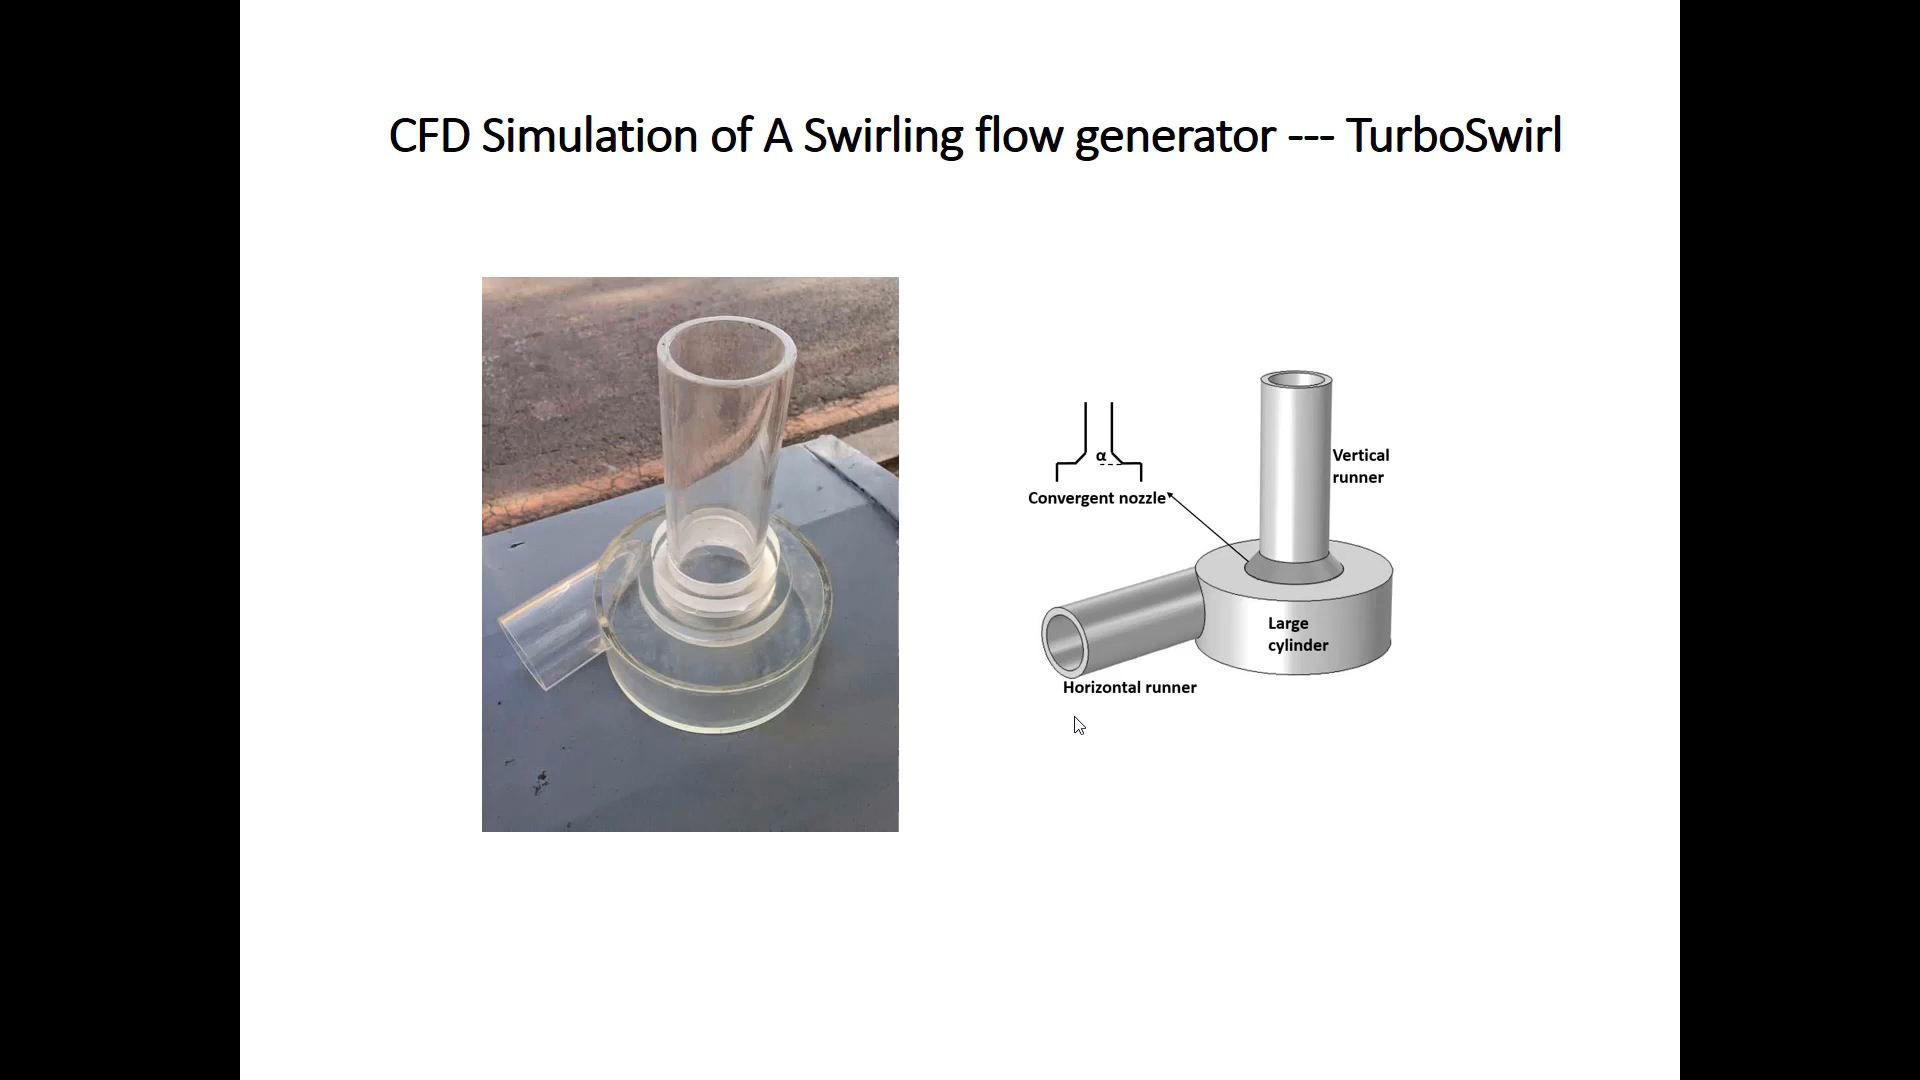 CFD Simulation of A Swirling flow generator --- TurboSwirl
α
Convergent nozzle
Vertical
runner
Large
cylinder
Horizontal runner